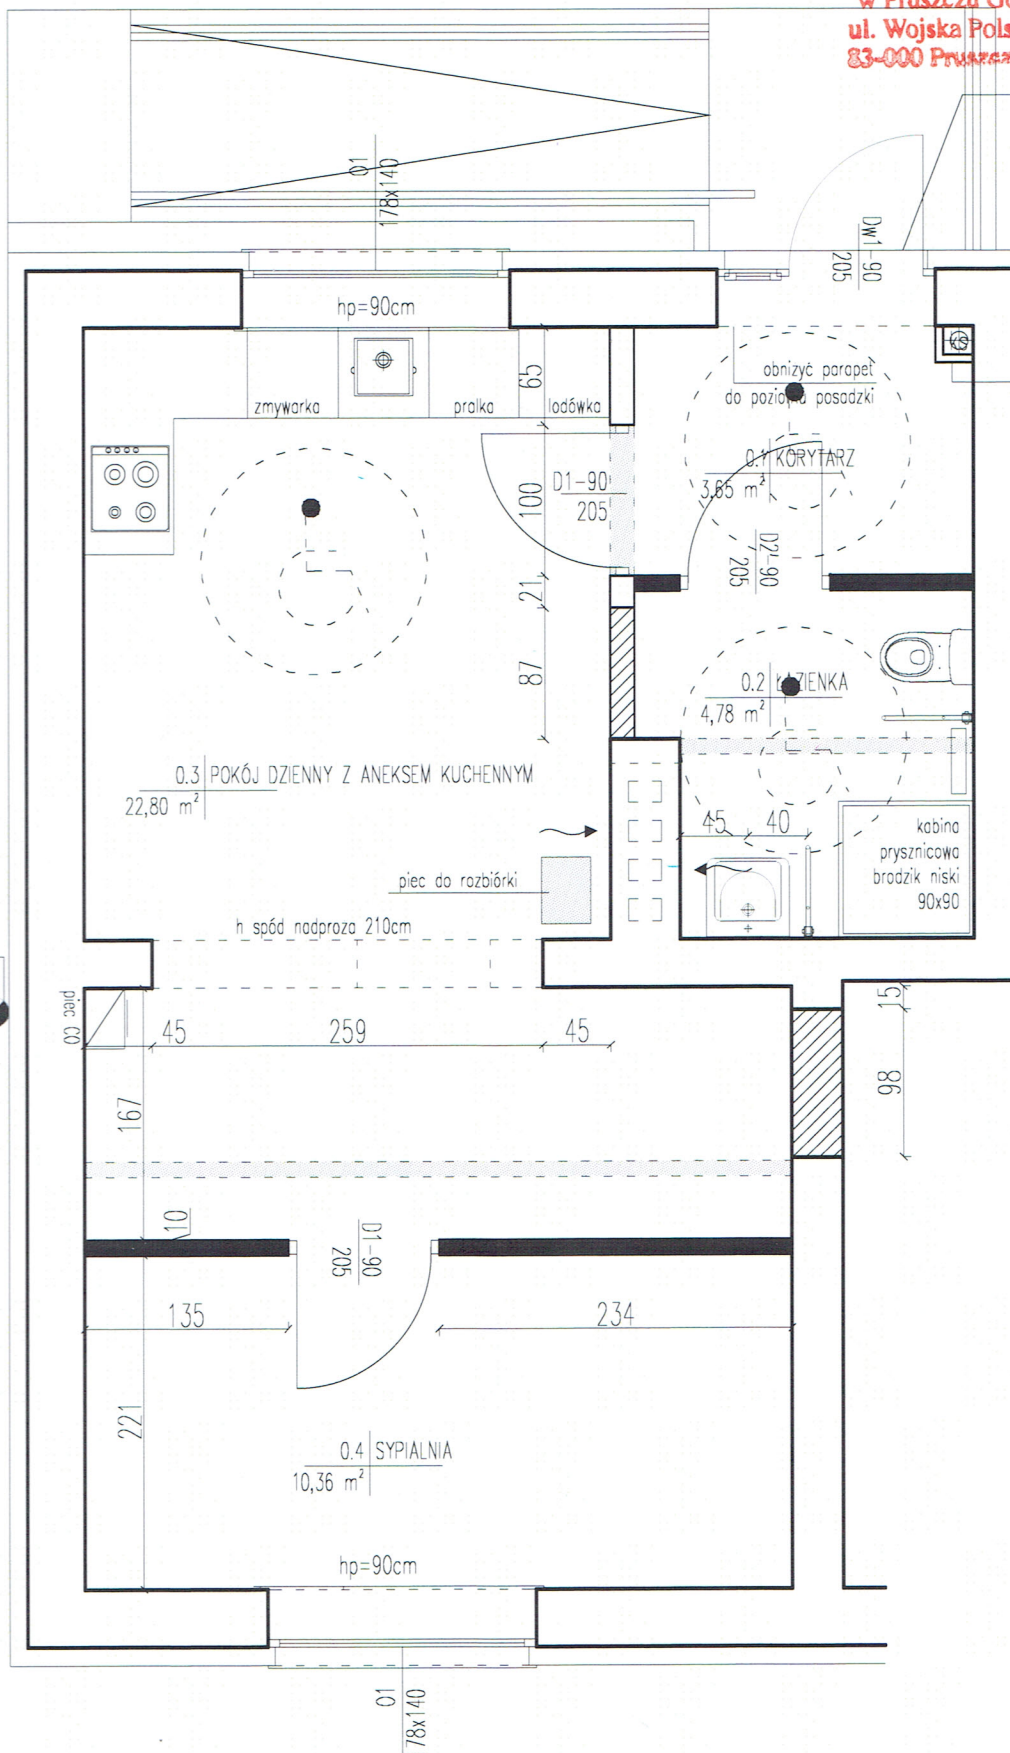 ul. Wojska Pols
83-000 Pruszcz
01
178x140
Dw1-90
205
hp=90cm
zmywarka
pralka
lodówka
65
obniżyć parapet
do poziomu posadzki
KS
D1-90
205
100
0.1 KORYTARZ
3,65 m²
D2'-90
205
21
87
0.2 ŁAZIENKA
4,78 m²
0.3 POKÓJ DZIENNY Z ANEKSEM KUCHENNYM
22,80 m²
45
40
kabina
prysznicowa
brodzik niski
90x90
piec do rozbiórki
h spód nadproża 210cm
piec CO
45
259
45
15
98
167
10
D1-90
205
135
234
221
0.4 SYPIALNIA
10,36 m²
hp=90cm
01
78x140